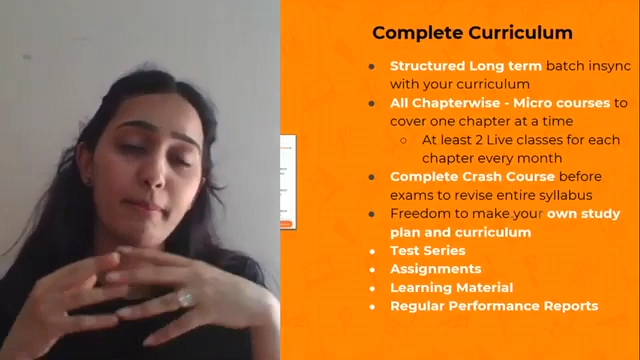 Complete Curriculum
● Structured Long term batch insync
with your curriculum
● All Chapterwise - Micro courses to
cover one chapter at a time
○ At least 2 Live classes for each
chapter every month
● Complete Crash Course before
exams to revise entire syllabus
● Freedom to make your own study
plan and curriculum
● Test Series
● Assignments
● Learning Material
● Regular Performance Reports